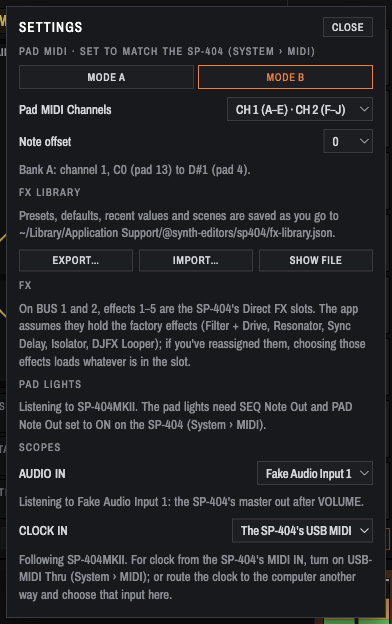 SETTINGS
CLOSE
PAD MIDI · SET TO MATCH THE SP-404 (SYSTEM › MIDI)
MODE A
MODE B
Pad MIDI Channels
CH 1 (A–E) · CH 2 (F–J)
Note offset
0
Bank A: channel 1, C0 (pad 13) to D#1 (pad 4).
FX LIBRARY
Presets, defaults, recent values and scenes are saved as you go to
~/Library/Application Support/@synth-editors/sp404/fx-library.json.
EXPORT...
IMPORT...
SHOW FILE
FX
On BUS 1 and 2, effects 1–5 are the SP-404's Direct FX slots. The app
assumes they hold the factory effects (Filter + Drive, Resonator, Sync
Delay, Isolator, DJFX Looper); if you've reassigned them, choosing those
effects loads whatever is in the slot.
PAD LIGHTS
Listening to SP-404MKII. The pad lights need SEQ Note Out and PAD
Note Out set to ON on the SP-404 (System › MIDI).
SCOPES
AUDIO IN
Fake Audio Input 1
Listening to Fake Audio Input 1: the SP-404's master out after VOLUME.
CLOCK IN
The SP-404's USB MIDI
Following SP-404MKII. For clock from the SP-404's MIDI IN, turn on USB-
MIDI Thru (System › MIDI); or route the clock to the computer another
way and choose that input here.